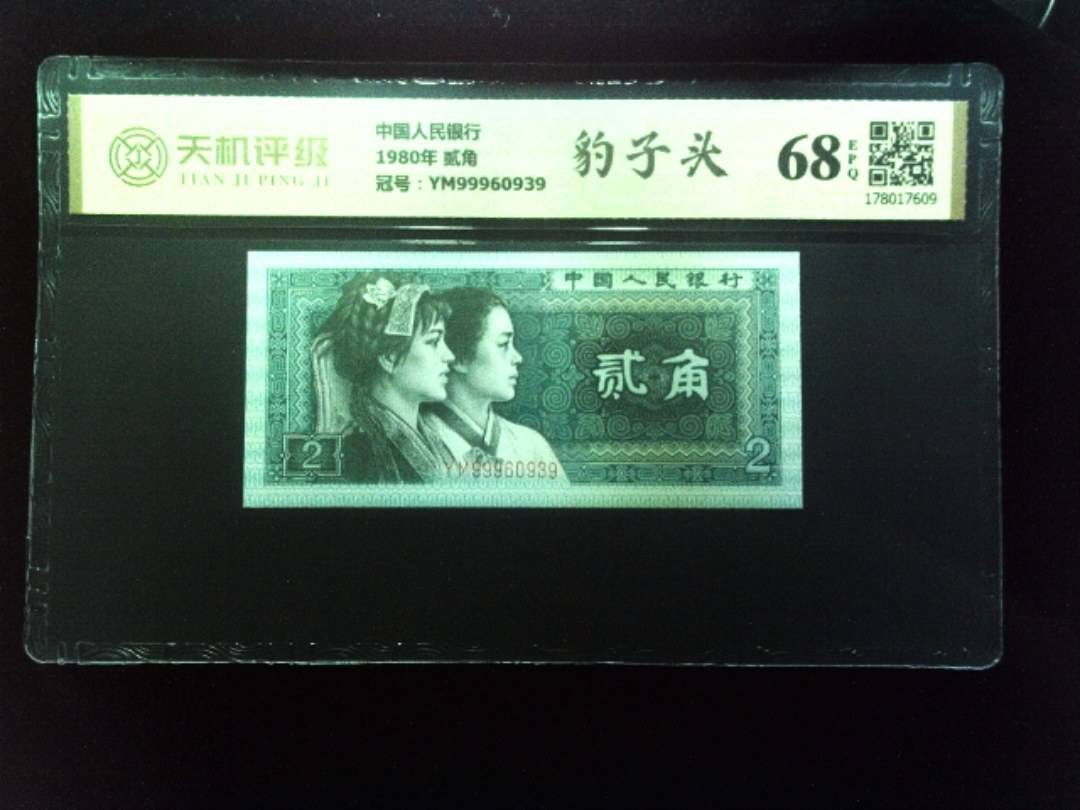 天机评级
TIAN JI PING JI
中国人民银行
1980年 贰角
冠号：YM99960939
豹子头
68
EPQ
178017609
中国人民银行
贰角
2
2
YM99960939